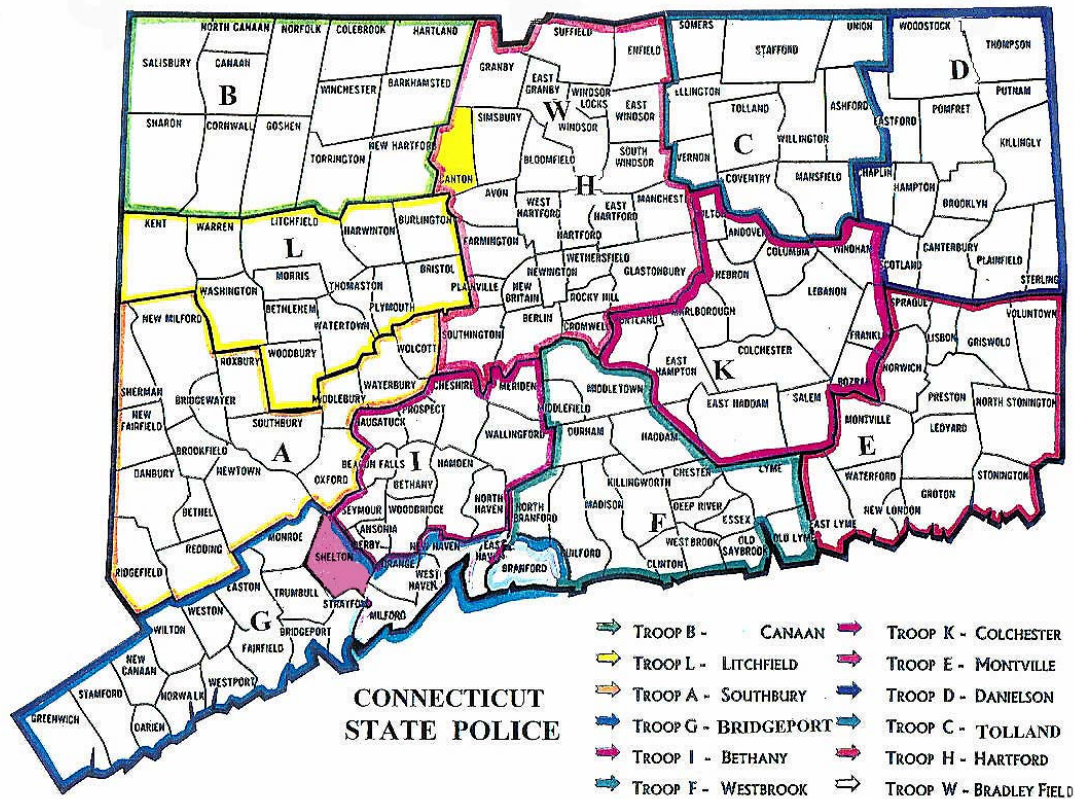 NORTH CANAAN
NORFOLK
COLEBROOK
HARTLAND
SUFFIELD
ENFIELD
SOMERS
UNION
WOODSTOCK
THOMPSON
SALISBURY
CANAAN
B
GRANBY
EAST
GRANBY
WINDSOR
LOCKS
STAFFORD
D
WINCHESTER
BARKHAMSTED
W
EAST
WINDSOR
TOLLAND
ASHFORD
POMFRET
PUTNAM
SHARON
CORNWALL
GOSHEN
SIMSBURY
WINDSOR
C
WILLINGTON
KILLINGLY
TORRINGTON
NEW HARTFORD
BLOOMFIELD
SOUTH
WINDSOR
VERNON
CANTON
AVON
H
COVENTRY
MANSFIELD
CHAPLIN
HAMPTON
BROOKLYN
KENT
WARREN
LITCHFIELD
HARWINTON
BURLINGTON
WEST
HARTFORD
EAST
HARTFORD
ANDOVER
COLUMBIA
WINDHAM
L
FARMINGTON
HARTFORD
WETHERSFIELD
GLASTONBURY
HEBRON
SCOTLAND
CANTERBURY
PLAINFIELD
STERLING
WASHINGTON
MORRIS
THOMASTON
BRISTOL
NEWINGTON
NEW
BRITAIN
ROCKY HILL
LEBANON
BETHLEHEM
PLYMOUTH
BERLIN
CROMWELL
MARLBOROUGH
SPRAGUE
LISBON
GRISWOLD
VOLUNTOWN
NEW MILFORD
WATERTOWN
SOUTHINGTON
ROXBURY
WOODBURY
WOLCOTT
COLCHESTER
NORWICH
SHERMAN
WATERBURY
CHESHIRE
MERIDEN
EAST
HAMPTON
K
PRESTON
NORTH STONINGTON
BRIDGEWATER
MIDDLEBURY
PROSPECT
MIDDLETOWN
EAST HADDAM
SALEM
NEW
FAIRFIELD
SOUTHBURY
WALLINGFORD
MIDDLEFIELD
DURHAM
HADDAM
MONTVILLE
LEDYARD
BROOKFIELD
A
BEACON FALLS
I
HAMDEN
E
DANBURY
NEWTOWN
OXFORD
BETHANY
KILLINGWORTH
CHESTER
LYME
WATERFORD
STONINGTON
BETHEL
WOODBRIDGE
NORTH
HAVEN
NORTH
BRANFORD
MADISON
DEEP RIVER
GROTON
REDDING
MONROE
ANSONIA
NEW HAVEN
F
ESSEX
NEW LONDON
EAST LYME
RIDGEFIELD
SHELTON
ORANGE
WESTBROOK
OLD
SAYBROOK
OLD LYME
EASTON
TRUMBULL
WEST
HAVEN
BRANFORD
CLINTON
WESTON
STRATFORD
MILFORD
WILTON
G
BRIDGEPORT
FAIRFIELD
NEW
CANAAN
WESTPORT
STAMFORD
NORWALK
GREENWICH
DARIEN
CONNECTICUT
STATE POLICE
TROOP B - CANAAN
TROOP L - LITCHFIELD
TROOP A - SOUTHBURY
TROOP G - BRIDGEPORT
TROOP I - BETHANY
TROOP F - WESTBROOK
TROOP K - COLCHESTER
TROOP E - MONTVILLE
TROOP D - DANIELSON
TROOP C - TOLLAND
TROOP H - HARTFORD
TROOP W - BRADLEY FIELD